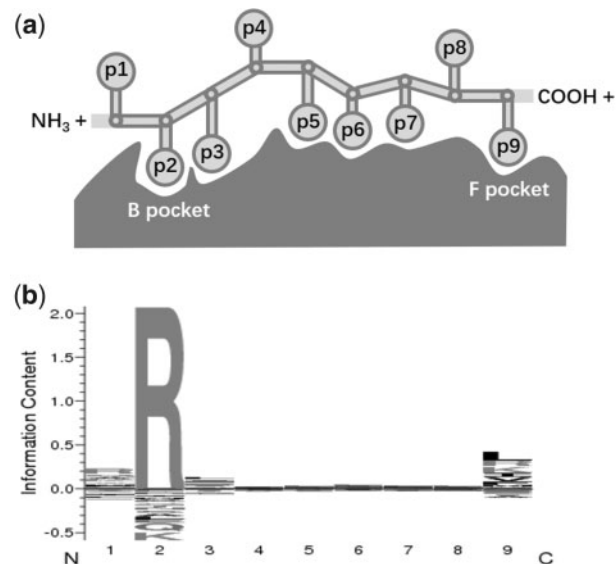 (a)
p4
p8
p1
NH3 + COOH +
p5 p6 p7
p2 p3 p9
B pocket F pocket
(b)
Information Content
2.0
1.5
1.0
0.5
0.0
-0.5
R
N 1 2 3 4 5 6 7 8 9 C